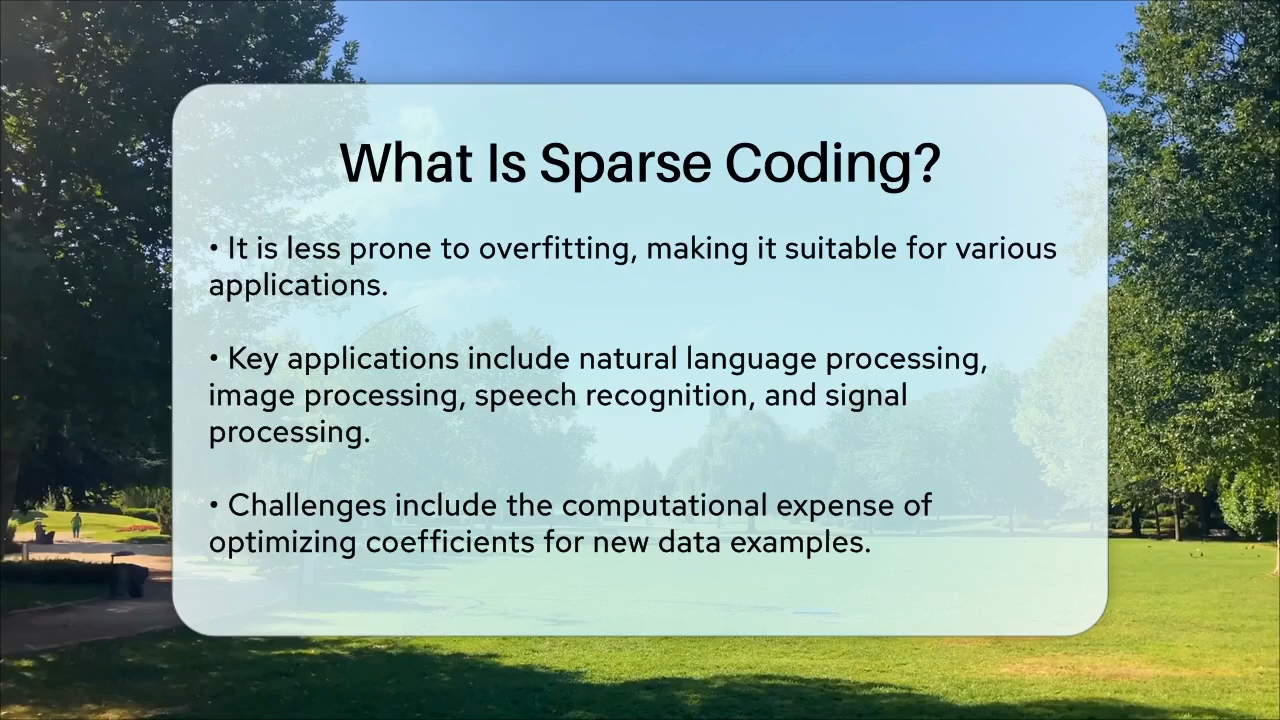 What Is Sparse Coding?
• It is less prone to overfitting, making it suitable for various
applications.
• Key applications include natural language processing,
image processing, speech recognition, and signal
processing.
• Challenges include the computational expense of
optimizing coefficients for new data examples.